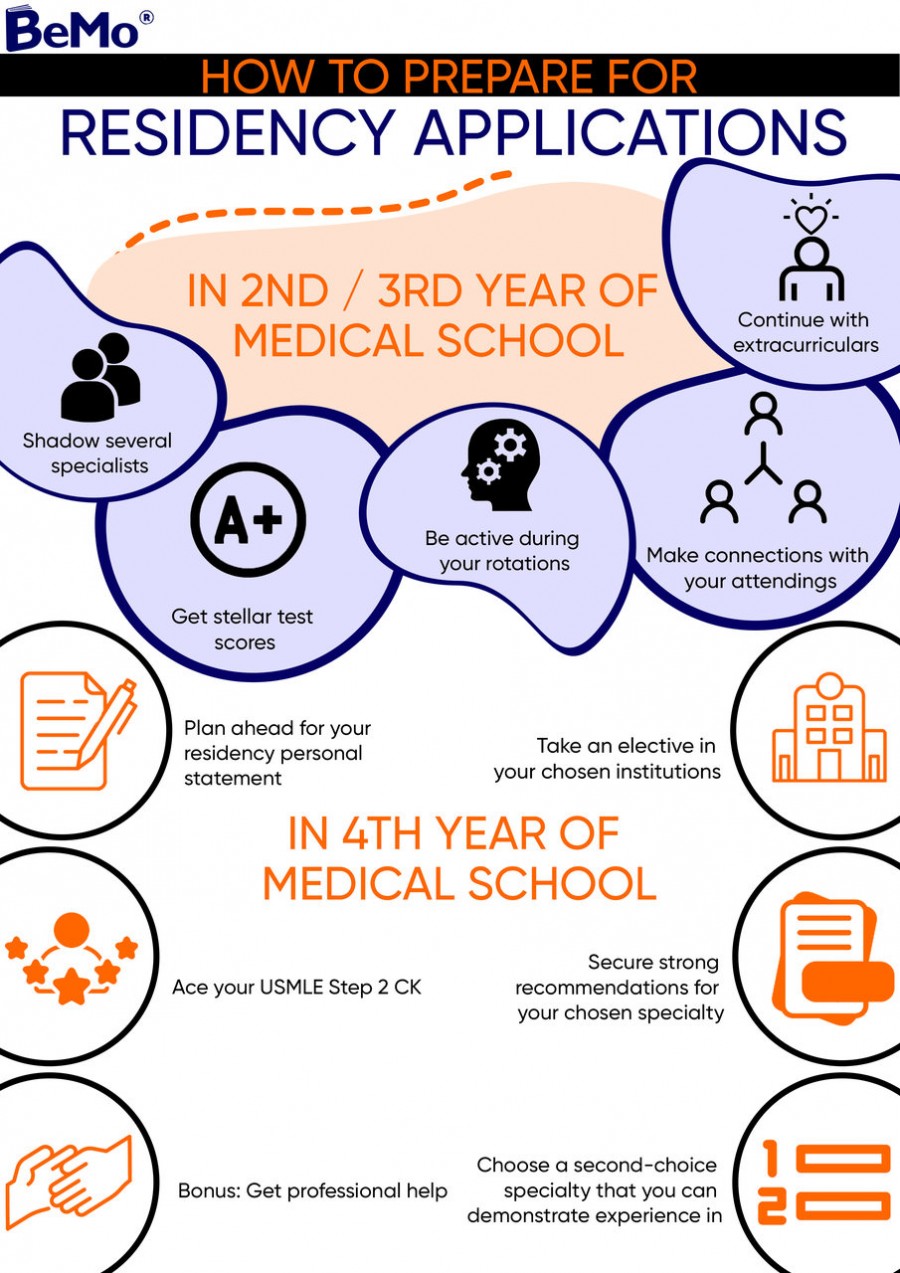 BeMo®
HOW TO PREPARE FOR
RESIDENCY APPLICATIONS
IN 2ND / 3RD YEAR OF
MEDICAL SCHOOL
Continue with
extracurriculars
Shadow several
specialists
A+
Get stellar test
scores
Be active during
your rotations
Make connections with
your attendings
Plan ahead for your
residency personal
statement
Take an elective in
your chosen institutions
IN 4TH YEAR OF
MEDICAL SCHOOL
Ace your USMLE Step 2 CK
Secure strong
recommendations for
your chosen specialty
Bonus: Get professional help
Choose a second-choice
specialty that you can
demonstrate experience in
1
2